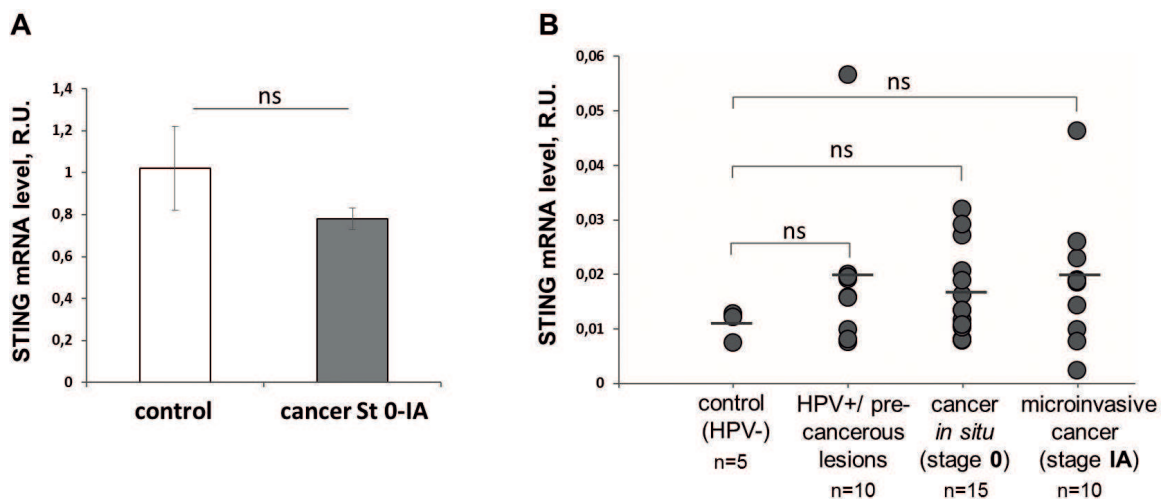 A
STING mRNA level, R.U.
1,4
1,2
1
0,8
0,6
0,4
0,2
0
ns
control
cancer St 0-IA
B
STING mRNA level, R.U.
0,06
0,05
0,04
0,03
0,02
0,01
0
ns
ns
ns
control
(HPV-)
n=5
HPV+/ pre-
cancerous
lesions
n=10
cancer
in situ
(stage 0)
n=15
microinvasive
cancer
(stage IA)
n=10